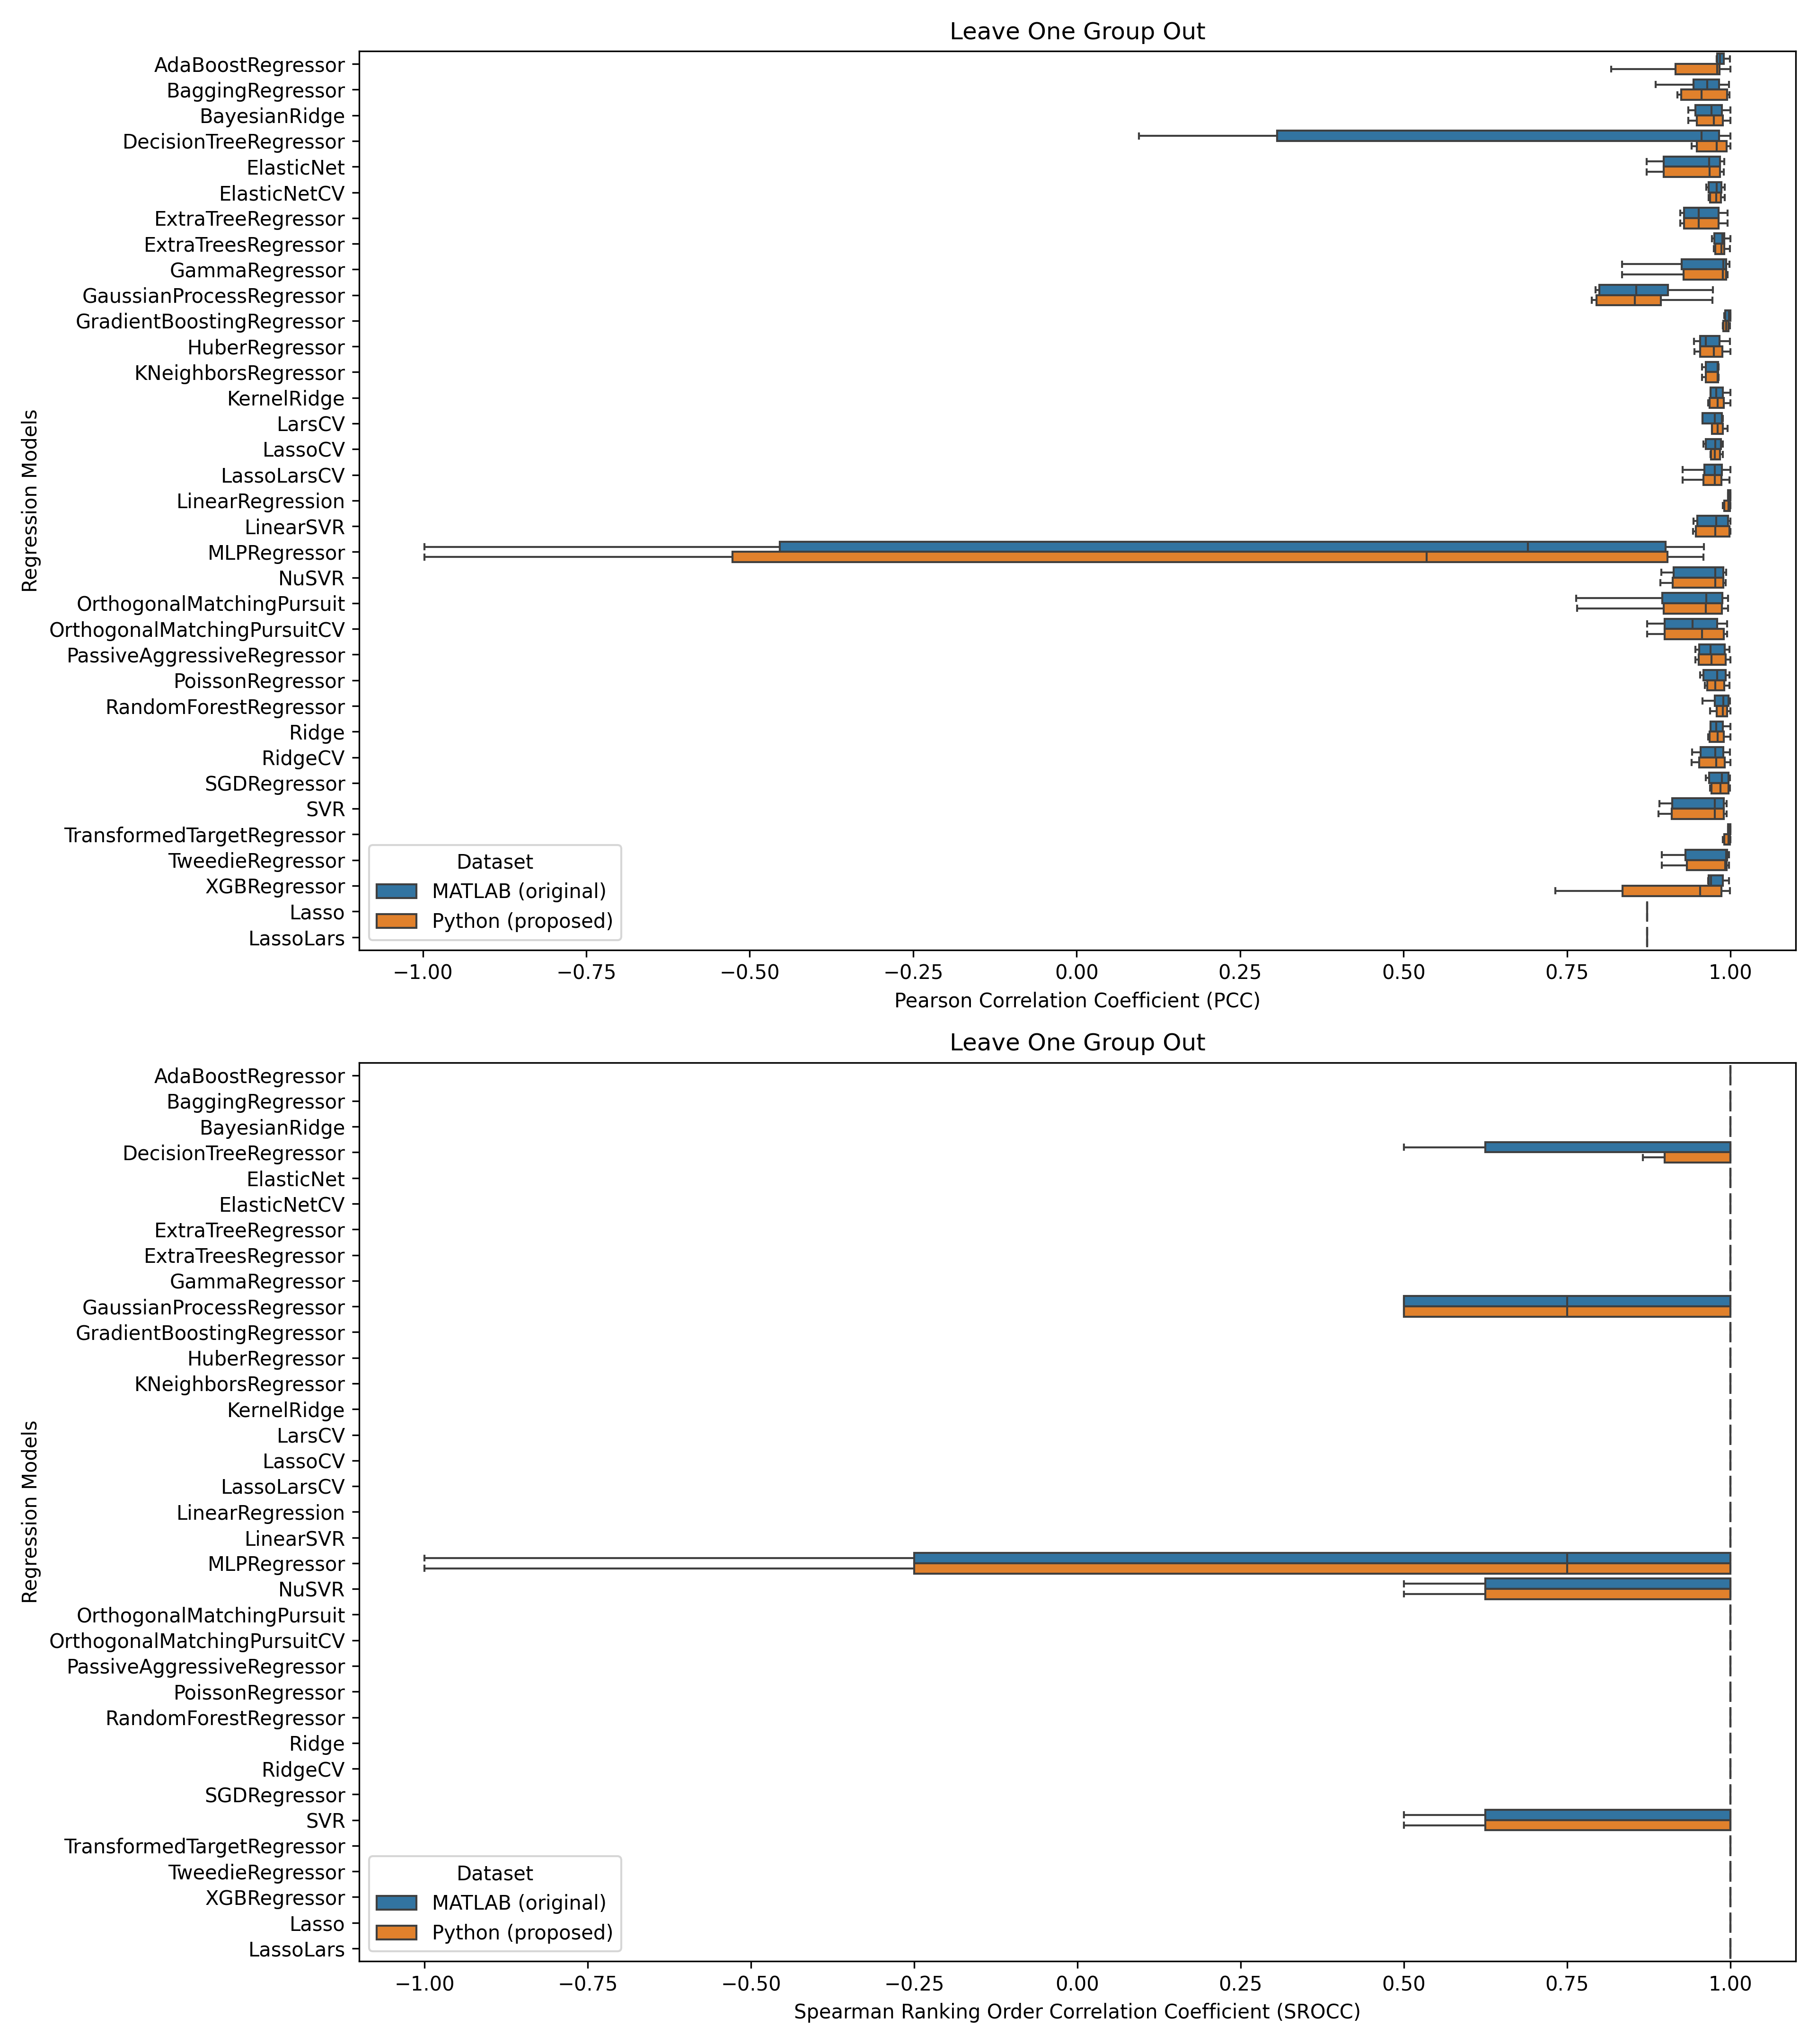 Leave One Group Out
Regression Models
AdaBoostRegressor
BaggingRegressor
BayesianRidge
DecisionTreeRegressor
ElasticNet
ElasticNetCV
ExtraTreeRegressor
ExtraTreesRegressor
GammaRegressor
GaussianProcessRegressor
GradientBoostingRegressor
HuberRegressor
KNeighborsRegressor
KernelRidge
LarsCV
LassoCV
LassoLarsCV
LinearRegression
LinearSVR
MLPRegressor
NuSVR
OrthogonalMatchingPursuit
OrthogonalMatchingPursuitCV
PassiveAggressiveRegressor
PoissonRegressor
RandomForestRegressor
Ridge
RidgeCV
SGDRegressor
SVR
TransformedTargetRegressor
TweedieRegressor
XGBRegressor
Lasso
LassoLars
Dataset
MATLAB (original)
Python (proposed)
−1.00 −0.75 −0.50 −0.25 0.00 0.25 0.50 0.75 1.00
Pearson Correlation Coefficient (PCC)
Leave One Group Out
Regression Models
AdaBoostRegressor
BaggingRegressor
BayesianRidge
DecisionTreeRegressor
ElasticNet
ElasticNetCV
ExtraTreeRegressor
ExtraTreesRegressor
GammaRegressor
GaussianProcessRegressor
GradientBoostingRegressor
HuberRegressor
KNeighborsRegressor
KernelRidge
LarsCV
LassoCV
LassoLarsCV
LinearRegression
LinearSVR
MLPRegressor
NuSVR
OrthogonalMatchingPursuit
OrthogonalMatchingPursuitCV
PassiveAggressiveRegressor
PoissonRegressor
RandomForestRegressor
Ridge
RidgeCV
SGDRegressor
SVR
TransformedTargetRegressor
TweedieRegressor
XGBRegressor
Lasso
LassoLars
Dataset
MATLAB (original)
Python (proposed)
−1.00 −0.75 −0.50 −0.25 0.00 0.25 0.50 0.75 1.00
Spearman Ranking Order Correlation Coefficient (SROCC)